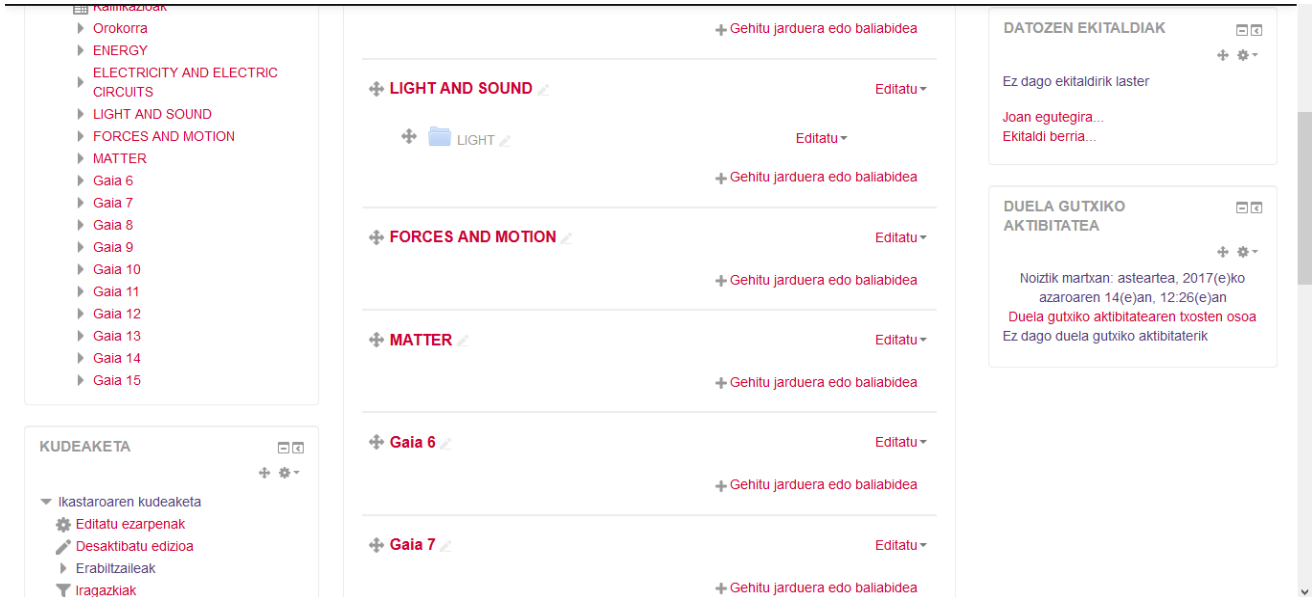 Kalifikazioak
Orokorra
ENERGY
ELECTRICITY AND ELECTRIC
CIRCUITS
LIGHT AND SOUND
FORCES AND MOTION
MATTER
Gaia 6
Gaia 7
Gaia 8
Gaia 9
Gaia 10
Gaia 11
Gaia 12
Gaia 13
Gaia 14
Gaia 15
KUDEAKETA
Ikastaroaren kudeaketa
Editatu ezarpenak
Desaktibatu edizioa
Erabiltzaileak
Iragazkiak
Gehitu jarduera edo baliabidea
LIGHT AND SOUND
Editatu
LIGHT
Editatu
Gehitu jarduera edo baliabidea
FORCES AND MOTION
Editatu
Gehitu jarduera edo baliabidea
MATTER
Editatu
Gehitu jarduera edo baliabidea
Gaia 6
Editatu
Gehitu jarduera edo baliabidea
Gaia 7
Editatu
Gehitu jarduera edo baliabidea
DATOZEN EKITALDIAK
Ez dago ekitaldirik laster
Joan egutegira...
Ekitaldi berria...
DUELA GUTXIKO
AKTIBITATEA
Noiztik martxan: asteartea, 2017(e)ko
azaroaren 14(e)an, 12:26(e)an
Duela gutxiko aktibitatearen txosten osoa
Ez dago duela gutxiko aktibitaterik